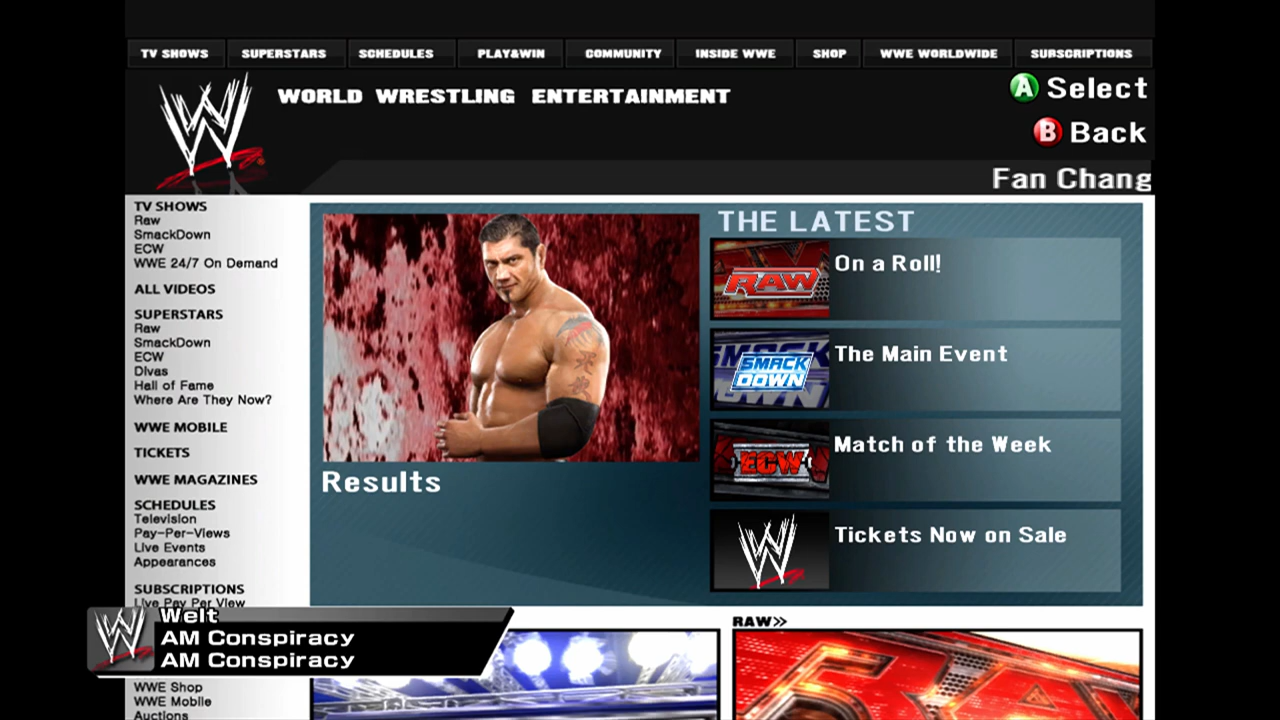 TV SHOWS SUPERSTARS SCHEDULES PLAY&WIN COMMUNITY INSIDE WWE SHOP WWE WORLDWIDE SUBSCRIPTIONS
WORLD WRESTLING ENTERTAINMENT
A Select
B Back
Fan Chang
TV SHOWS
Raw
SmackDown
ECW
WWE 24/7 On Demand
ALL VIDEOS
SUPERSTARS
Raw
SmackDown
ECW
Divas
Hall of Fame
Where Are They Now?
WWE MOBILE
TICKETS
WWE MAGAZINES
SCHEDULES
Television
Pay-Per-Views
Live Events
Appearances
SUBSCRIPTIONS
Live Pay Per View
WWE Shop
WWE Mobile
Auctions
Results
THE LATEST
RAW
On a Roll!
SMACK DOWN
The Main Event
ECW
Match of the Week
W
Tickets Now on Sale
RAW»
Welt
AM Conspiracy
AM Conspiracy